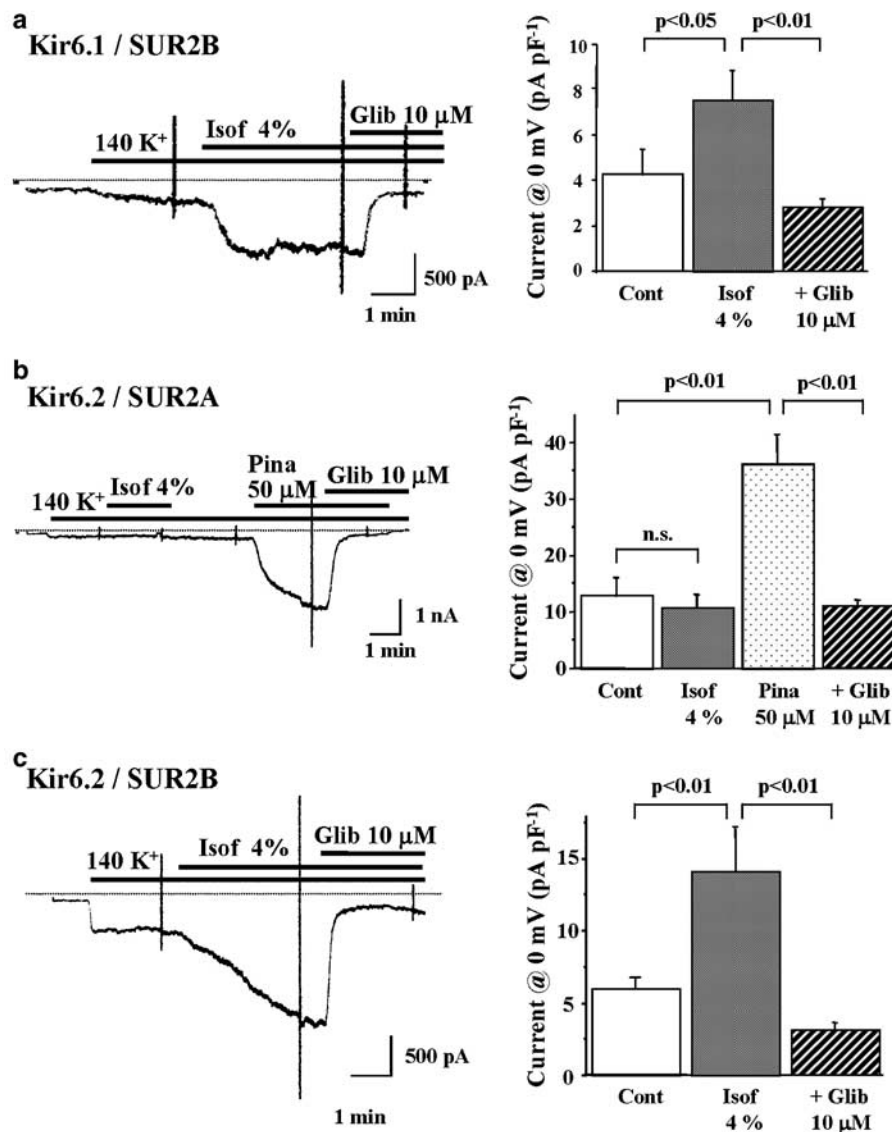 a
Kir6.1 / SUR2B
Glib 10 μM
Isof 4%
140 K+
500 pA
1 min
p<0.05 p<0.01
Current @ 0 mV (pA pF-1)
10
8
6
4
2
0
Cont Isof + Glib
4 % 10 μM
b
Kir6.2 / SUR2A
Pina Glib 10 μM
Isof 4% 50 μM
140 K+
1 nA
1 min
p<0.01 p<0.01
n.s.
Current @ 0 mV (pA pF-1)
40
30
20
10
0
Cont Isof Pina + Glib
4 % 50 μM 10 μM
c
Kir6.2 / SUR2B
Glib 10 μM
Isof 4%
140 K+
500 pA
1 min
p<0.01 p<0.01
Current @ 0 mV (pA pF-1)
15
10
5
0
Cont Isof + Glib
4 % 10 μM